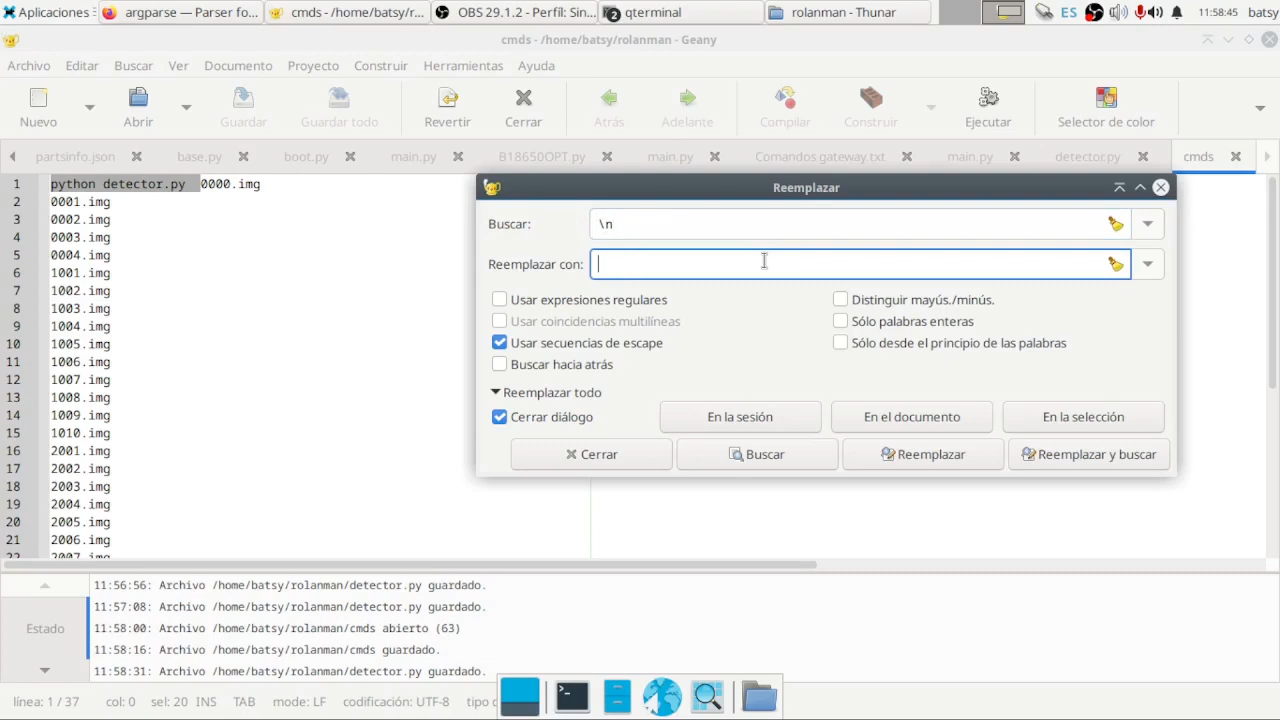 Aplicaciones argparse — Parser fo... cmds - /home/batsy/r... OBS 29.1.2 - Perfil: Sin... 2 qterminal rolanman - Thunar ES 11:58:45 batsy
cmds - /home/batsy/rolanman - Geany
Archivo Editar Buscar Ver Documento Proyecto Construir Herramientas Ayuda
Nuevo Abrir Guardar Guardar todo Revertir Cerrar Atrás Adelante Compilar Construir Ejecutar Selector de color
partsinfo.json base.py boot.py main.py B18650OPT.py main.py Comandos gateway.txt main.py detector.py cmds
1 python detector.py 0000.img
2 0001.img
3 0002.img
4 0003.img
5 0004.img
6 1001.img
7 1002.img
8 1003.img
9 1004.img
10 1005.img
11 1006.img
12 1007.img
13 1008.img
14 1009.img
15 1010.img
16 2001.img
17 2002.img
18 2003.img
19 2004.img
20 2005.img
21 2006.img
22 2007.img
Reemplazar
Buscar: \n
Reemplazar con:
Usar expresiones regulares Distinguir mayús./minús.
Usar coincidencias multilíneas Sólo palabras enteras
Usar secuencias de escape Sólo desde el principio de las palabras
Buscar hacia atrás
Reemplazar todo
Cerrar diálogo En la sesión En el documento En la selección
Cerrar Buscar Reemplazar Reemplazar y buscar
Estado
11:56:56: Archivo /home/batsy/rolanman/detector.py guardado.
11:57:08: Archivo /home/batsy/rolanman/detector.py guardado.
11:58:00: Archivo /home/batsy/rolanman/cmds abierto (63)
11:58:16: Archivo /home/batsy/rolanman/cmds guardado.
11:58:31: Archivo /home/batsy/rolanman/detector.py guardado.
línea: 1 / 37 col: 0 sel: 20 INS TAB mode: LF codificación: UTF-8 tipo